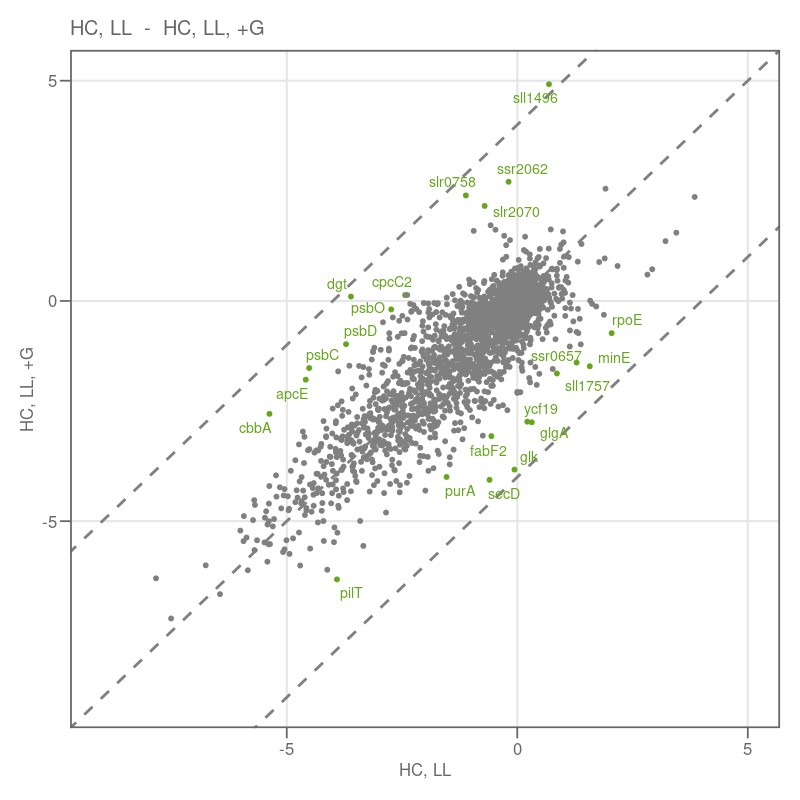 HC, LL - HC, LL, +G
5
sll1496
ssr2062
slr0758
slr2070
dgt
cpcC2
0
psbO
rpoE
psbD
psbC
ssr0657
minE
apcE
sll1757
HC, LL, +G
ycf19
cbbA
glgA
fabF2
glk
purA
secD
-5
pilT
-5
0
5
HC, LL